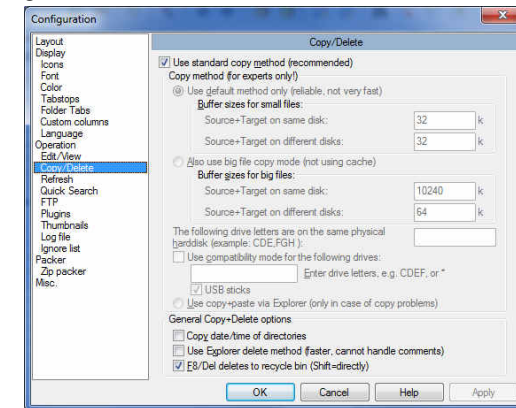 Configuration
Layout
Display
Icons
Font
Color
Tabstops
Folder Tabs
Custom columns
Language
Operation
Edit/View
Copy/Delete
Refresh
Quick Search
FTP
Plugins
Thumbnails
Log file
Ignore list
Packer
Zip packer
Misc.
Copy/Delete
Use standard copy method (recommended)
Copy method (for experts only!)
Use default method only (reliable, not very fast)
Buffer sizes for small files:
Source+Target on same disk: 32 k
Source+Target on different disks: 32 k
Also use big file copy mode (not using cache)
Buffer sizes for big files:
Source+Target on same disk: 10240 k
Source+Target on different disks: 64 k
The following drive letters are on the same physical
harddisk (example: CDE,FGH ):
Use compatibility mode for the following drives:
Enter drive letters, e.g. CDEF, or *
USB sticks
Use copy+paste via Explorer (only in case of copy problems)
General Copy+Delete options
Copy date/time of directories
Use Explorer delete method (faster, cannot handle comments)
F8/Del deletes to recycle bin (Shift=directly)
OK Cancel Help Apply